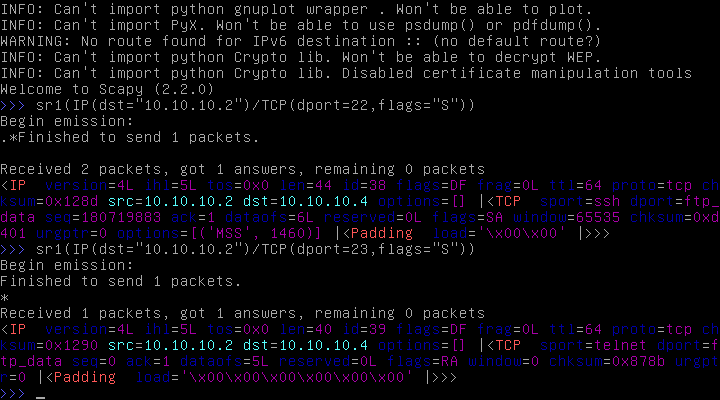 INFO: Can't import python gnuplot wrapper . Won't be able to plot.
INFO: Can't import PyX. Won't be able to use psdump() or pdfdump().
WARNING: No route found for IPv6 destination :: (no default route?)
INFO: Can't import python Crypto lib. Won't be able to decrypt WEP.
INFO: Can't import python Crypto lib. Disabled certificate manipulation tools
Welcome to Scapy (2.2.0)
>>> sr1(IP(dst="10.10.10.2")/TCP(dport=22,flags="S"))
Begin emission:
.*Finished to send 1 packets.
Received 2 packets, got 1 answers, remaining 0 packets
<IP  version=4L ihl=5L tos=0x0 len=44 id=38 flags=DF frag=0L ttl=64 proto=tcp ch
ksum=0x128d src=10.10.10.2 dst=10.10.10.4 options=[] |<TCP  sport=ssh dport=ftp_
data seq=180719883 ack=1 dataofs=6L reserved=0L flags=SA window=65535 chksum=0xd
401 urgptr=0 options=[('MSS', 1460)] |<Padding  load='\x00\x00' |>>>
>>> sr1(IP(dst="10.10.10.2")/TCP(dport=23,flags="S"))
Begin emission:
Finished to send 1 packets.
*
Received 1 packets, got 1 answers, remaining 0 packets
<IP  version=4L ihl=5L tos=0x0 len=40 id=39 flags=DF frag=0L ttl=64 proto=tcp ch
ksum=0x1290 src=10.10.10.2 dst=10.10.10.4 options=[] |<TCP  sport=telnet dport=f
tp_data seq=0 ack=1 dataofs=5L reserved=0L flags=RA window=0 chksum=0x878b urgpt
r=0 |<Padding  load='\x00\x00\x00\x00\x00\x00' |>>>
>>> _